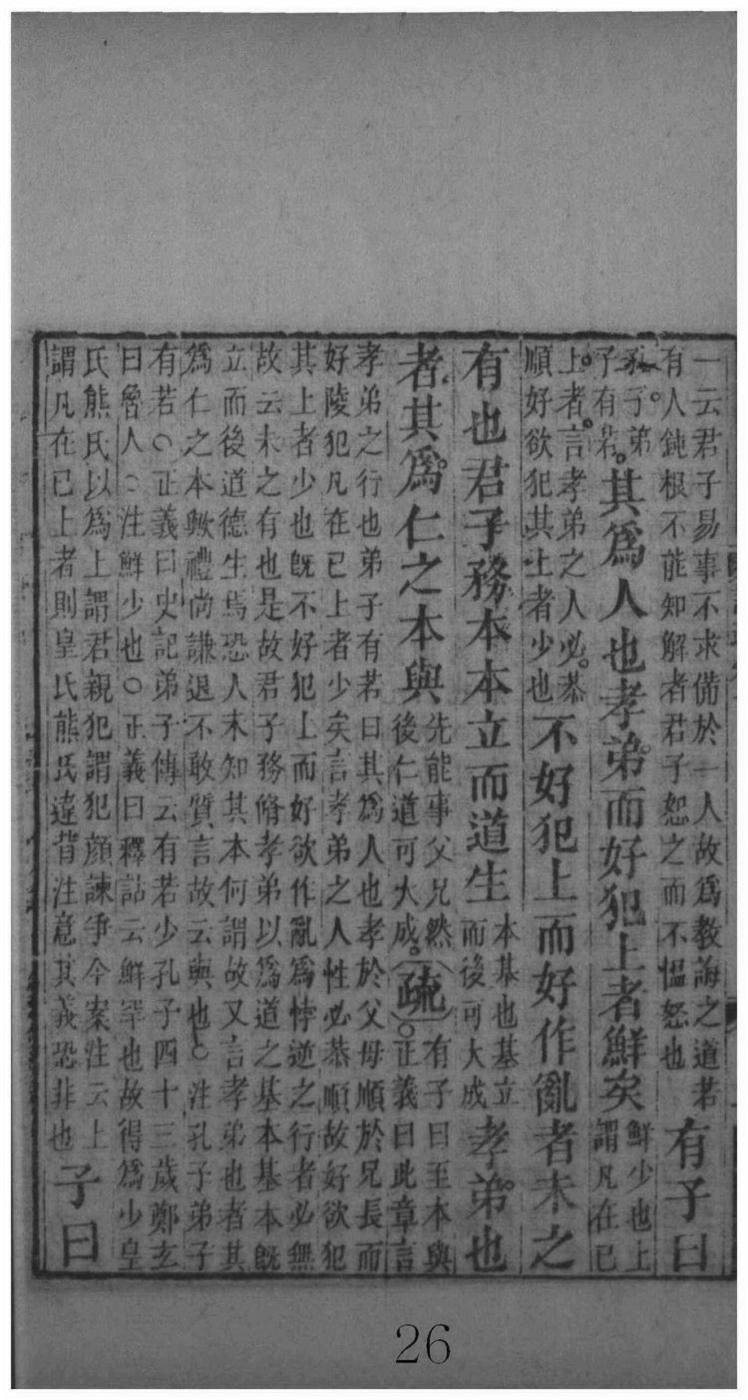 一云君子易事不求備於一人故爲教誨之道若
有人鈍根不能知解者君子恕之而不慍怒也
有子曰
孔子弟
子有若
其爲人也孝弟而好犯上者鮮矣
鮮少也上
謂凡在已
上者言孝弟之人必恭
順好欲犯其上者少也
不好犯上而好作亂者未之
有也君子務本本立而道生
本基也基立
而後可大成
孝弟也
者其爲仁之本與
先能事父兄然
後仁道可大成
疏
有子曰至本與
○正義曰此章言
孝弟之行也弟子有若曰其爲人也孝於父母順於兄長而
好陵犯凡在已上者少矣言孝弟之人性必恭順故好欲犯
其上者少也旣不好犯上而好欲作亂爲悖逆之行者必無
故云未之有也是故君子務脩孝弟以爲道之基本基本旣
立而後道德生焉恐人未知其本何謂故又言孝弟也者其
爲仁之本歟禮尚謙退不敢質言故云與也○注孔子弟子
有若○正義曰史記弟子傳云有若少孔子四十三歲鄭玄
曰魯人○注鮮少也○正義曰釋詁云鮮罕也故得爲少皇
氏熊氏以爲上謂君親犯謂犯顏諫爭今案注云上
謂凡在已上者則皇氏熊氏違背注意其義恐非也
子曰
26